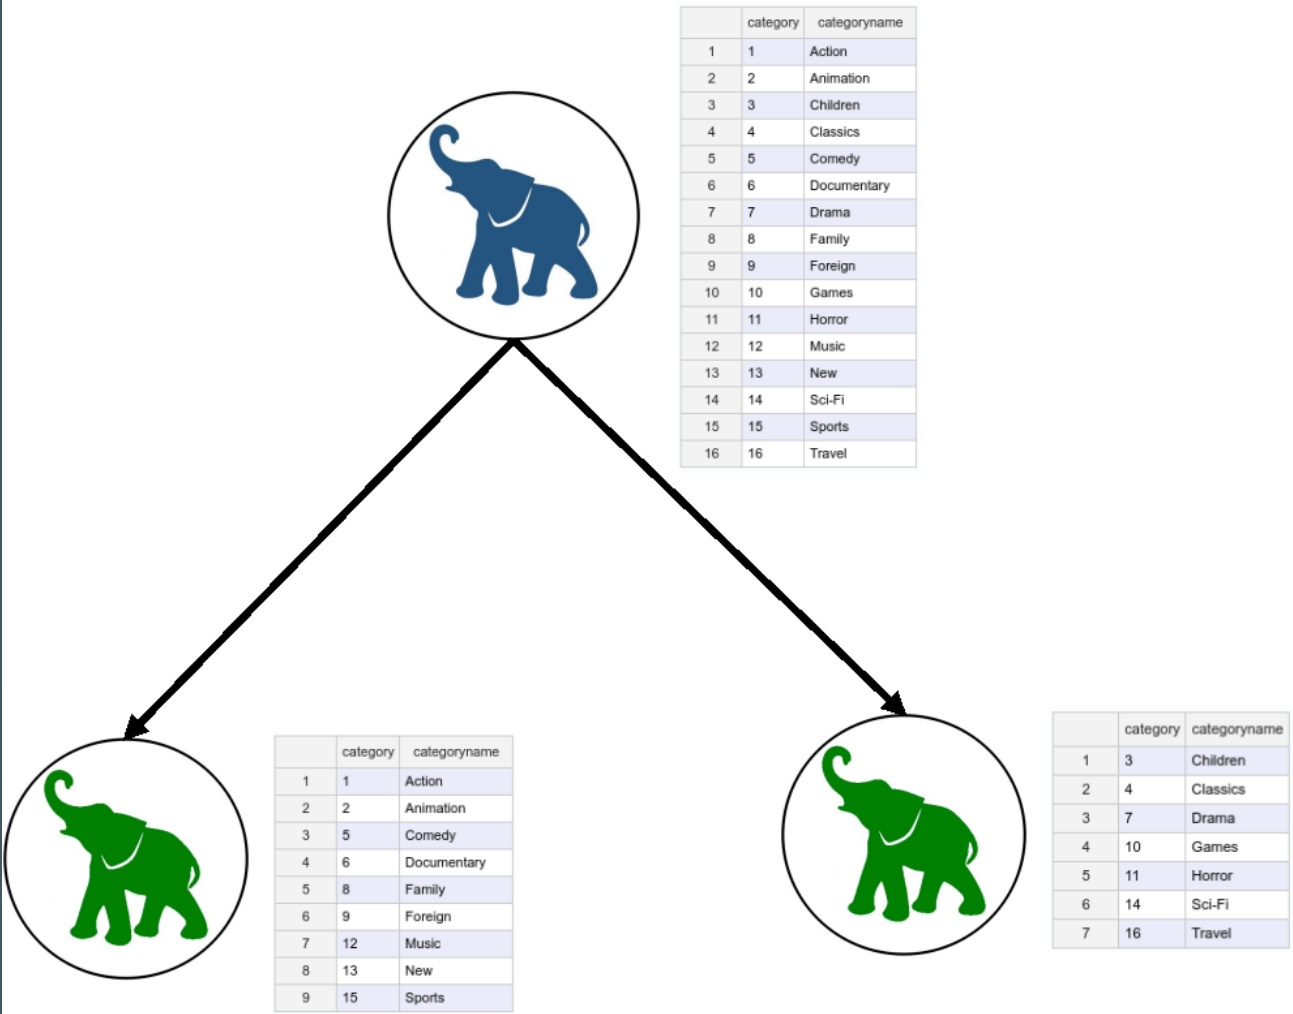 category categoryname
1 1 Action
2 2 Animation
3 3 Children
4 4 Classics
5 5 Comedy
6 6 Documentary
7 7 Drama
8 8 Family
9 9 Foreign
10 10 Games
11 11 Horror
12 12 Music
13 13 New
14 14 Sci-Fi
15 15 Sports
16 16 Travel
category categoryname
1 1 Action
2 2 Animation
3 5 Comedy
4 6 Documentary
5 8 Family
6 9 Foreign
7 12 Music
8 13 New
9 15 Sports
category categoryname
1 3 Children
2 4 Classics
3 7 Drama
4 10 Games
5 11 Horror
6 14 Sci-Fi
7 16 Travel